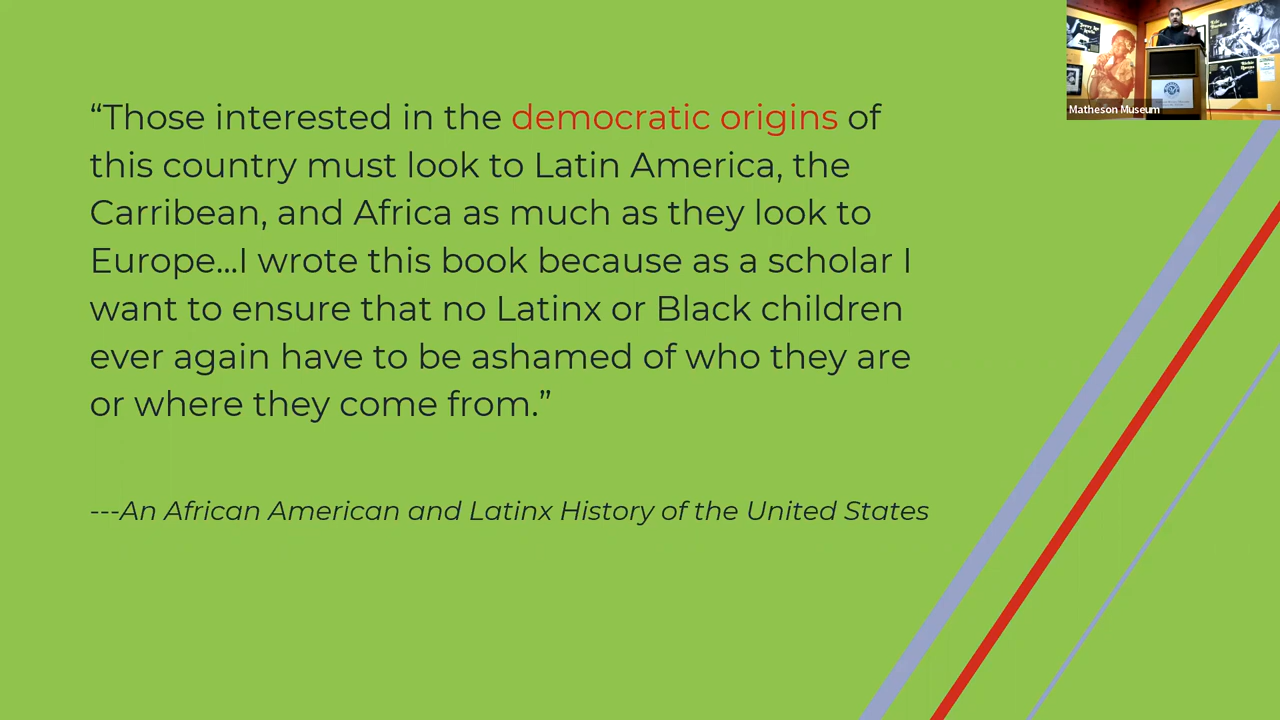 “Those interested in the democratic origins of
this country must look to Latin America, the
Carribean, and Africa as much as they look to
Europe...I wrote this book because as a scholar I
want to ensure that no Latinx or Black children
ever again have to be ashamed of who they are
or where they come from.”
---An African American and Latinx History of the United States
Matheson Museum